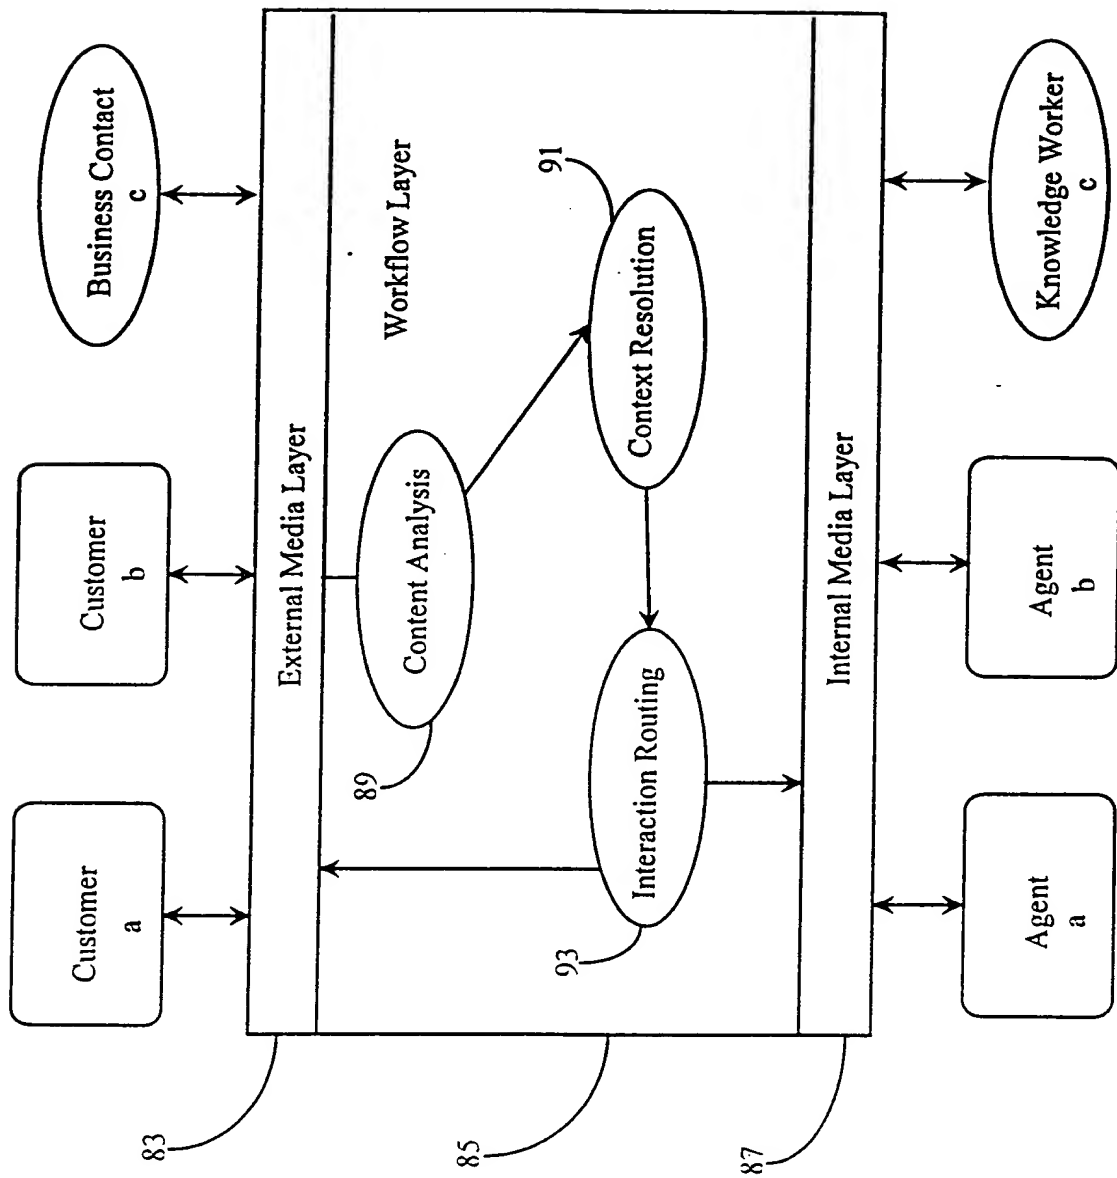 Customer
a
Customer
b
Business Contact
c
83
External Media Layer
85
Workflow Layer
89
Content Analysis
91
Context Resolution
93
Interaction Routing
87
Internal Media Layer
Agent
a
Agent
b
Knowledge Worker
c